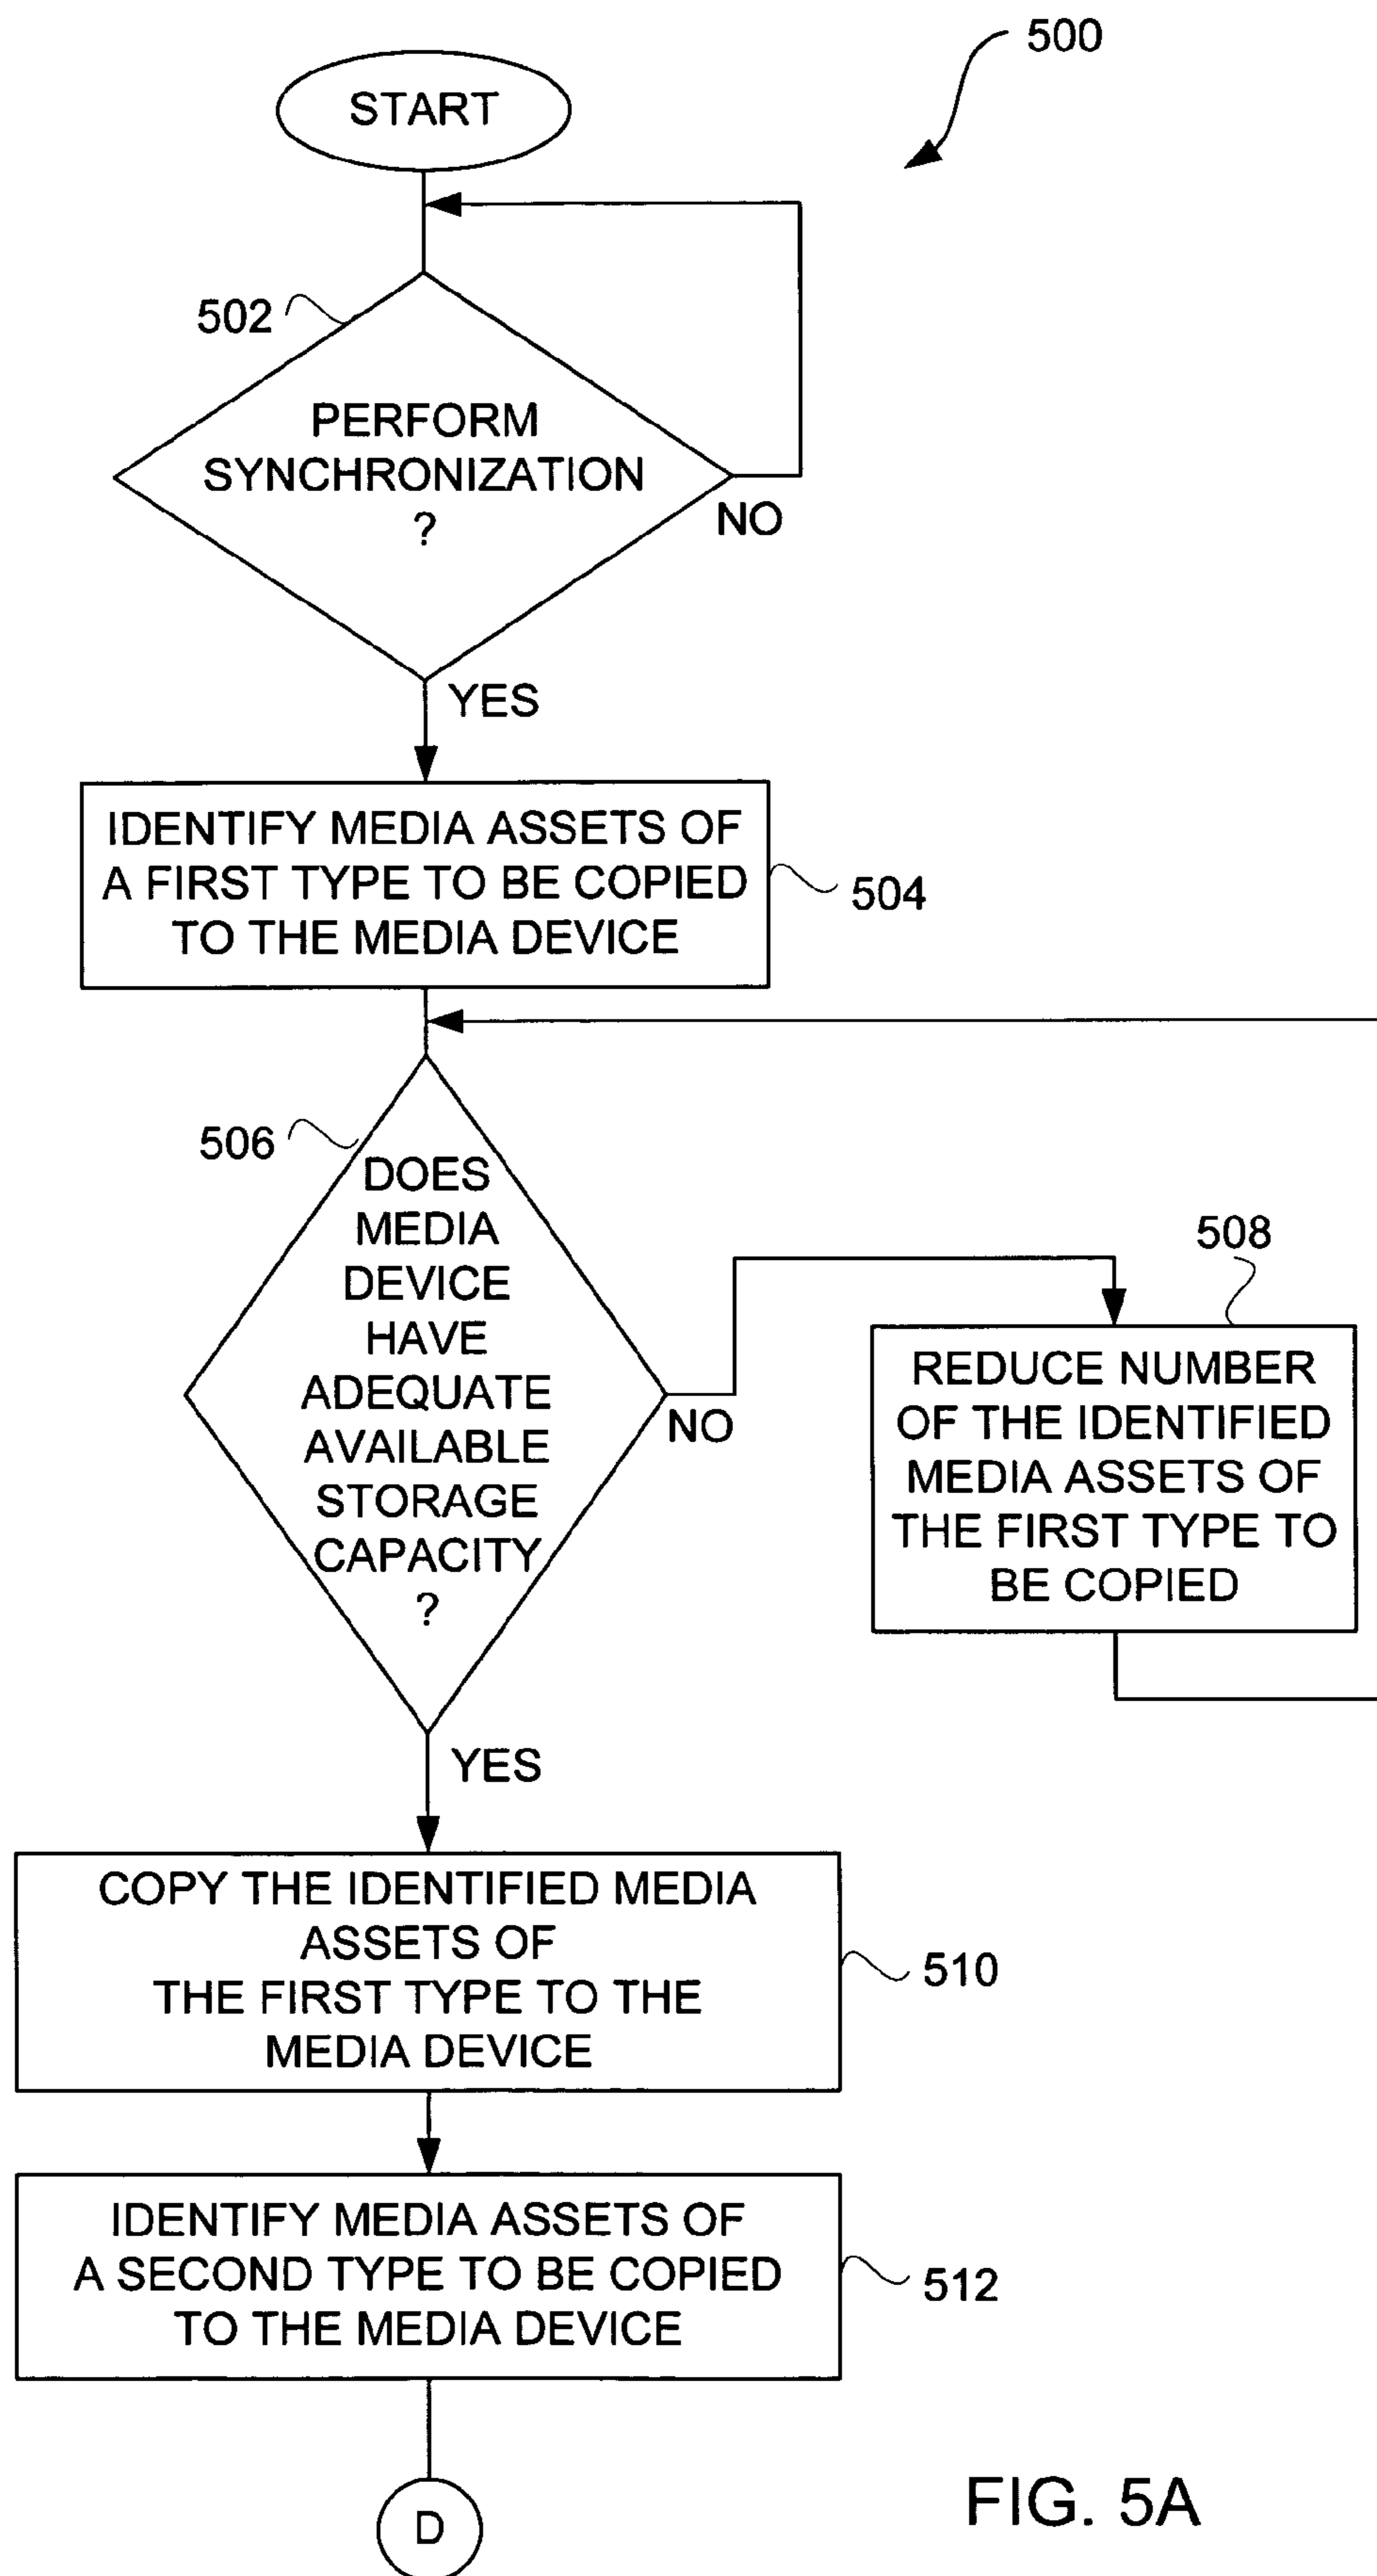 500
START
502
PERFORM
SYNCHRONIZATION
?
NO
YES
IDENTIFY MEDIA ASSETS OF
A FIRST TYPE TO BE COPIED
TO THE MEDIA DEVICE
504
506
DOES
MEDIA
DEVICE
HAVE
ADEQUATE
AVAILABLE
STORAGE
CAPACITY
?
NO
508
REDUCE NUMBER
OF THE IDENTIFIED
MEDIA ASSETS OF
THE FIRST TYPE TO
BE COPIED
YES
COPY THE IDENTIFIED MEDIA
ASSETS OF
THE FIRST TYPE TO THE
MEDIA DEVICE
510
IDENTIFY MEDIA ASSETS OF
A SECOND TYPE TO BE COPIED
TO THE MEDIA DEVICE
512
D
FIG. 5A